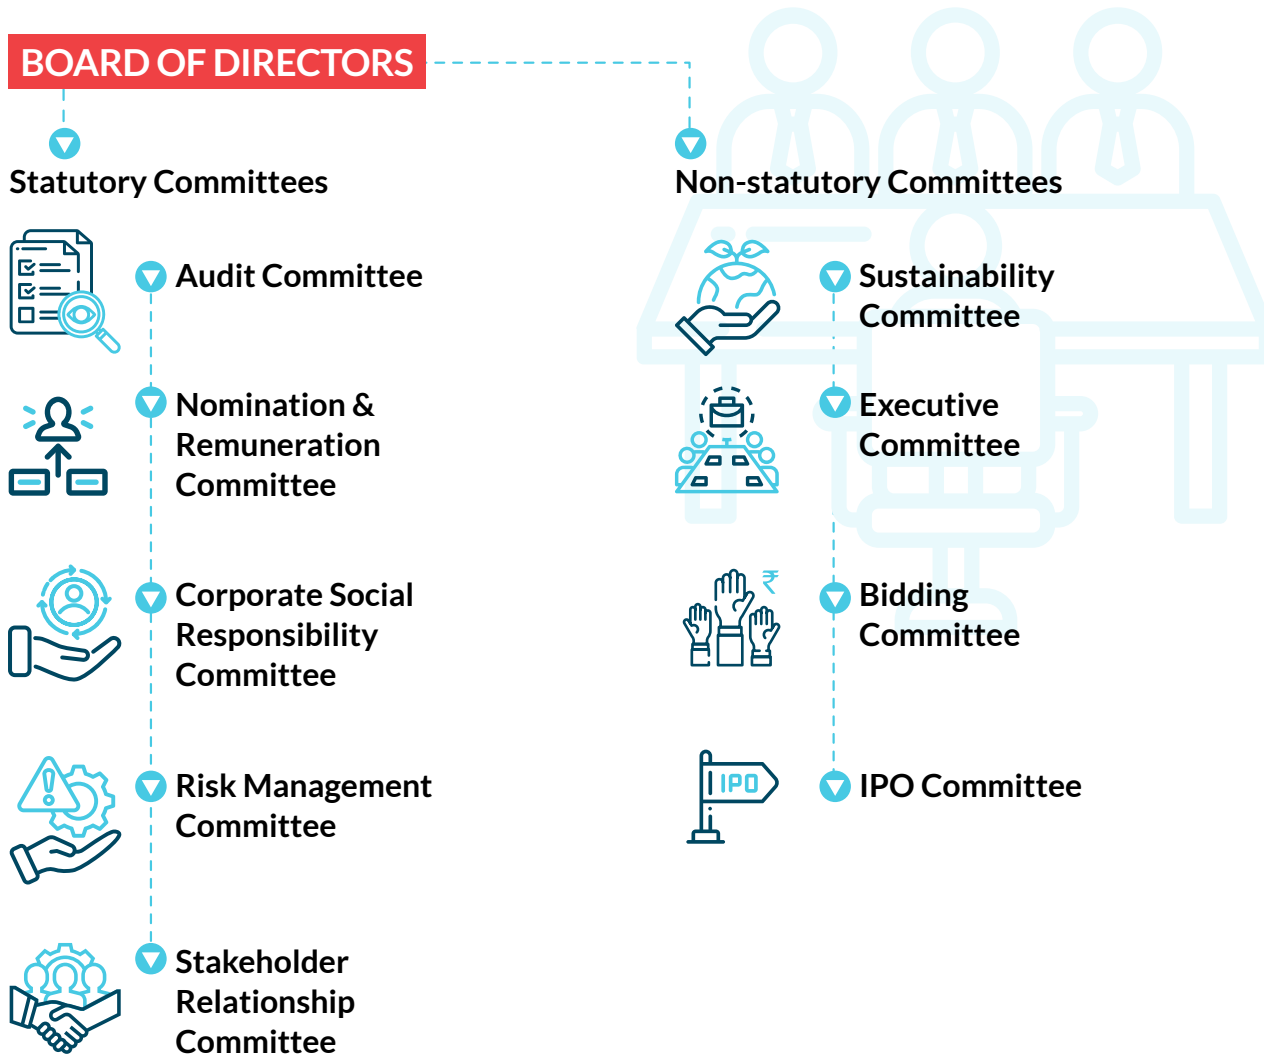 BOARD OF DIRECTORS
Statutory Committees
Audit Committee
Nomination &
Remuneration
Committee
Corporate Social
Responsibility
Committee
Risk Management
Committee
Stakeholder
Relationship
Committee
Non-statutory Committees
Sustainability
Committee
Executive
Committee
₹
Bidding
Committee
IPO
IPO Committee